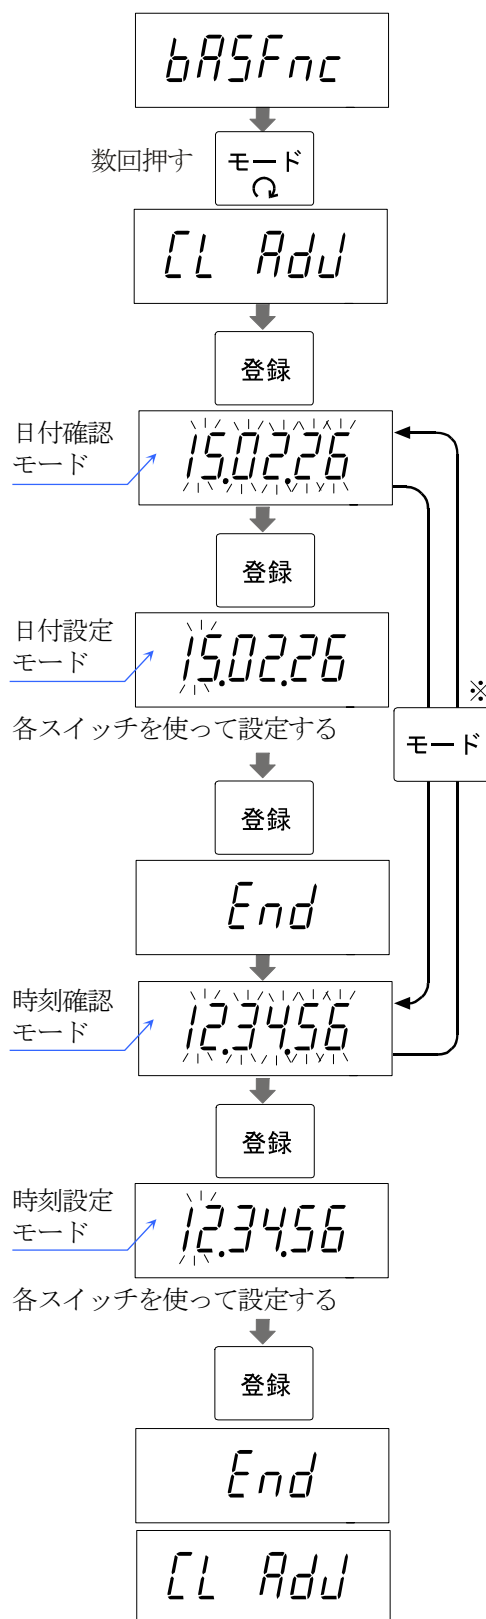 bASFnc
数回押す
モード
CL AdJ
登録
日付確認
モード
15.02.26
登録
日付設定
モード
15.02.26
各スイッチを使って設定する
※
モード
登録
End
時刻確認
モード
12.34.56
登録
時刻設定
モード
12.34.56
各スイッチを使って設定する
登録
End
CL AdJ